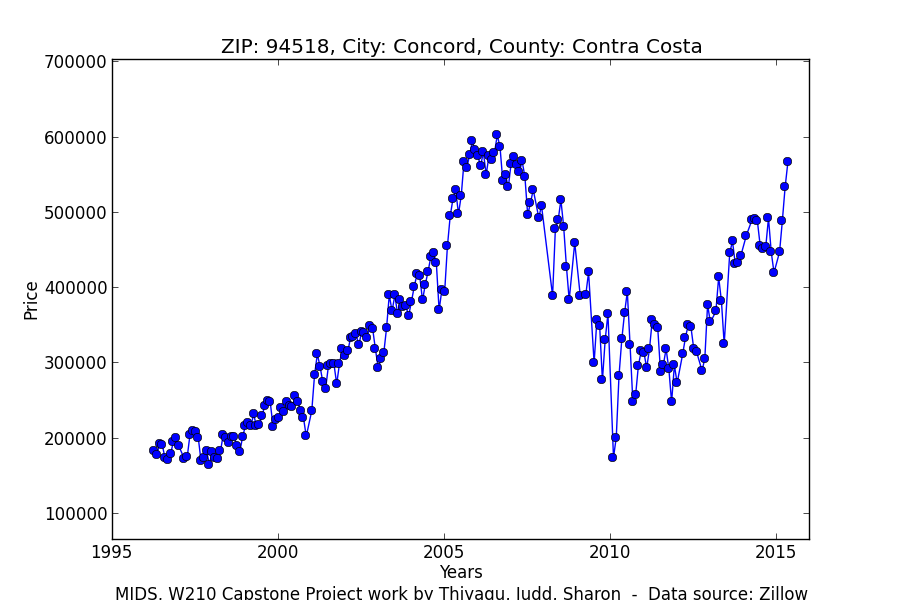 ZIP: 94518, City: Concord, County: Contra Costa
700000
600000
500000
400000
300000
200000
100000
Price
1995 2000 2005 2010 2015
Years
MIDS, W210 Capstone Project work by Thiyagu, Judd, Sharon - Data source: Zillow